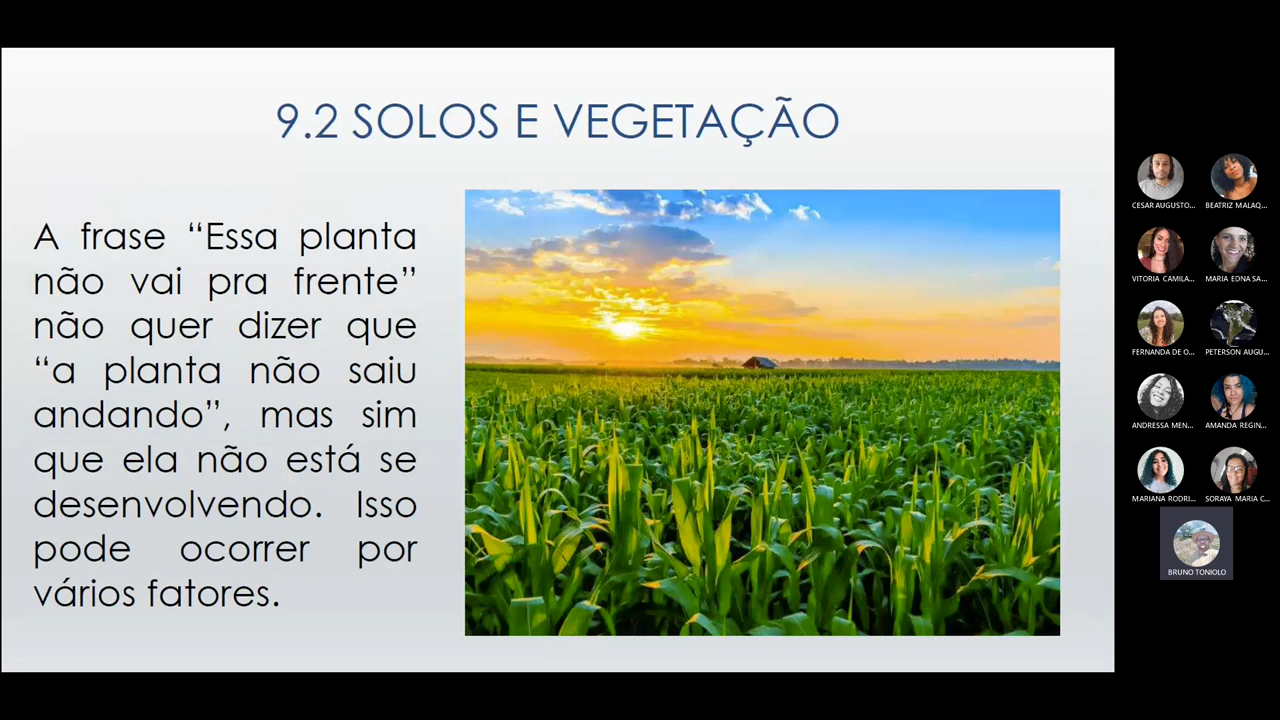 9.2 SOLOS E VEGETAÇÃO
A frase “Essa planta
não vai pra frente”
não quer dizer que
“a planta não saiu
andando”, mas sim
que ela não está se
desenvolvendo. Isso
pode ocorrer por
vários fatores.
CESAR AUGUSTO...
BEATRIZ MALAQ...
VITORIA CAMILA...
MARIA EDNA SA...
FERNANDA DE O...
PETERSON AUGU...
ANDRESSA MEN...
AMANDA REGIN...
MARIANA RODRI...
SORAYA MARIA C...
BRUNO TONIOLO